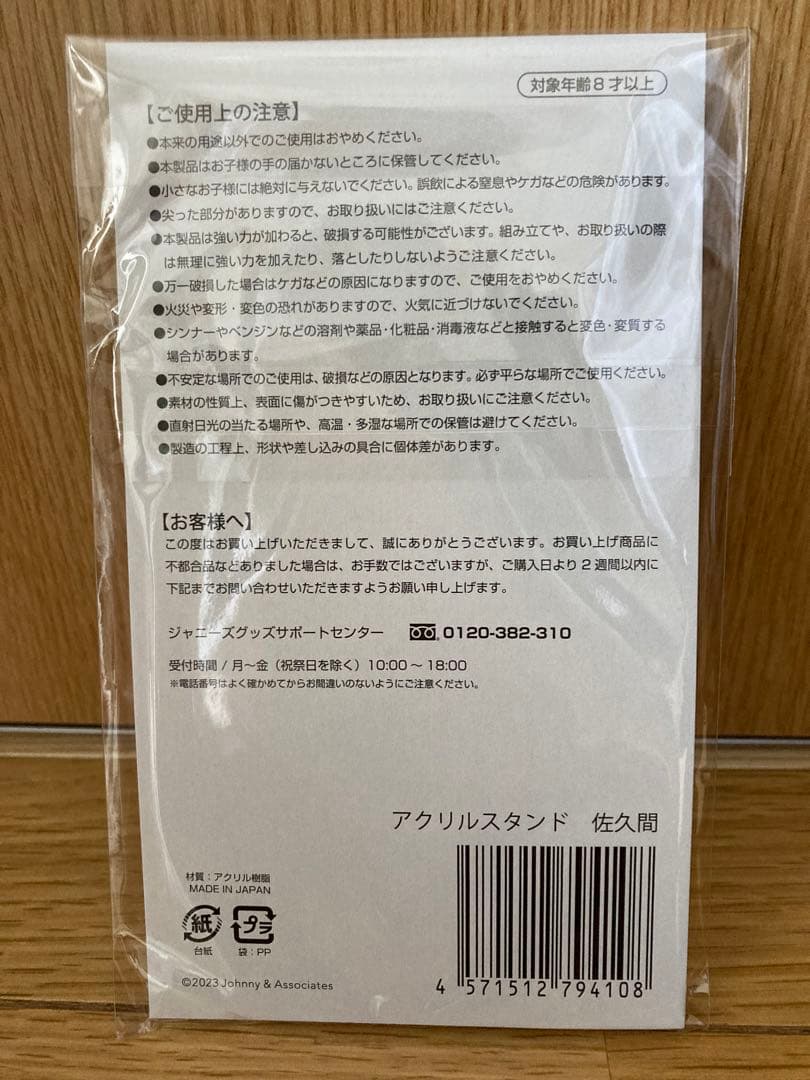 対象年齢8才以上
【ご使用上の注意】
●本来の用途以外でのご使用はおやめください。
●本製品はお子様の手の届かないところに保管してください。
●小さなお子様には絶対に与えないでください。誤飲による窒息やケガなどの危険があります。
●尖った部分がありますので、お取り扱いにはご注意ください。
●本製品は強い力が加わると、破損する可能性がございます。組み立てや、お取り扱いの際
は無理に強い力を加えたり、落としたりしないようご注意ください。
●万一破損した場合はケガなどの原因になりますので、ご使用をおやめください。
●火災や変形・変色の恐れがありますので、火気に近づけないでください。
●シンナーやベンジンなどの溶剤や薬品・化粧品・消毒液などと接触すると変色・変質する
場合があります。
●不安定な場所でのご使用は、破損などの原因となります。必ず平らな場所でご使用ください。
●素材の性質上、表面に傷がつきやすいため、お取り扱いにご注意ください。
●直射日光の当たる場所や、高温・多湿な場所での保管は避けてください。
●製造の工程上、形状や差し込みの具合に個体差があります。
【お客様へ】
この度はお買い上げいただきまして、誠にありがとうございます。お買い上げ商品に
不都合品などありました場合は、お手数ではございますが、ご購入日より2週間以内に
下記までお問い合わせいただきますようお願い申し上げます。
ジャニーズグッズサポートセンター 0120-382-310
受付時間/月〜金(祝祭日を除く)10:00〜18:00
※電話番号はよく確かめてからお間違いのないようにご注意ください。
アクリルスタンド 佐久間
材質:アクリル樹脂
MADE IN JAPAN
紙 プラ
台紙 袋:PP
©2023 Johnny & Associates
4 571512 794108